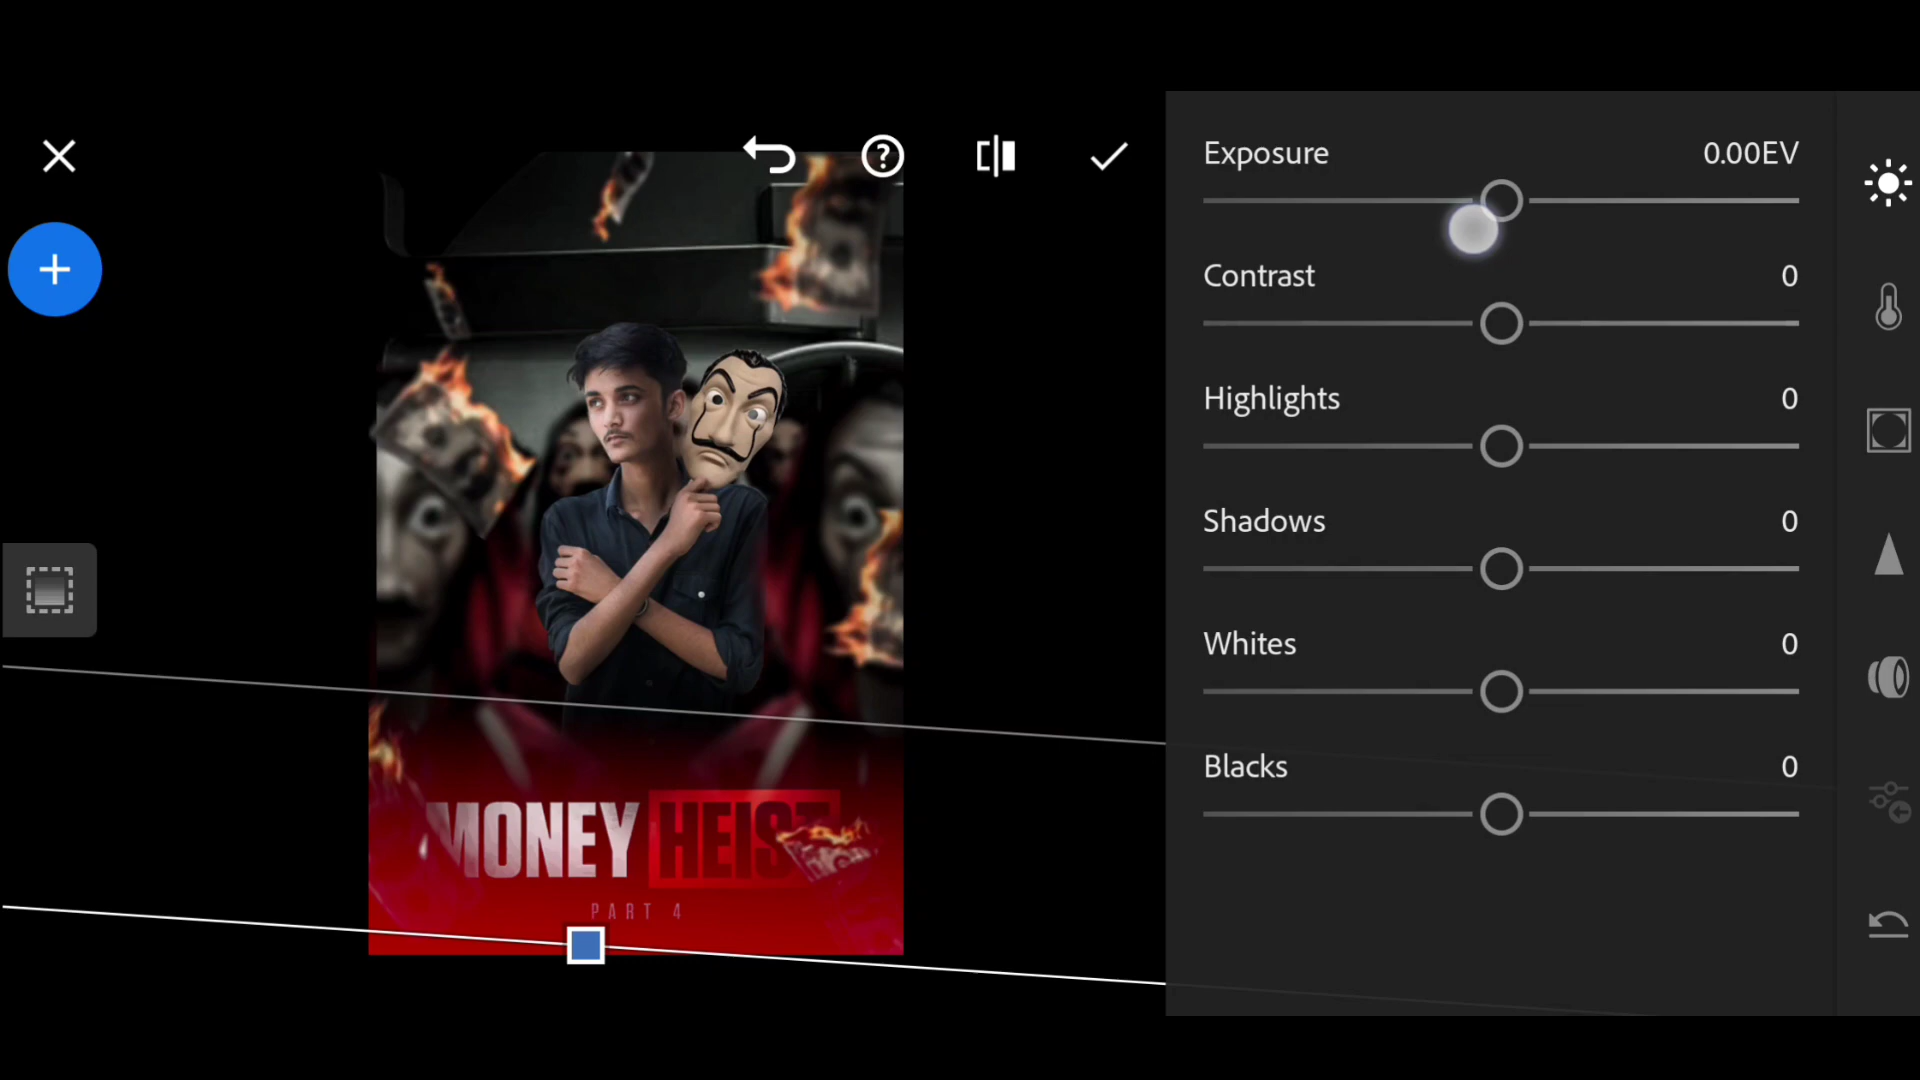 Exposure 0.00EV
Contrast 0
Highlights 0
Shadows 0
Whites 0
Blacks 0
MONEY HEIST
PART 4